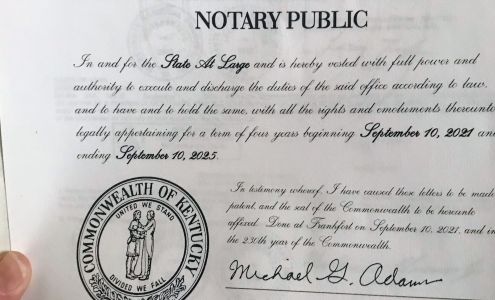 NOTARY PUBLIC
In and for the State At Large and is hereby vested with full power and
authority to execute and discharge the duties of the said office according to law,
and to have and to hold the same, with all the rights and emoluments thereunto
legally appertaining for a term of four years beginning September 10, 2021 and
ending September 10, 2025.
In testimony whereof, I have caused these letters to be made
patent, and the seal of the Commonwealth to be hereunto
affixed. Done at Frankfort on September 10, 2021, and in
the 230th year of the Commonwealth.
COMMONWEALTH OF KENTUCKY
UNITED WE STAND
DIVIDED WE FALL
Michael G. Adams